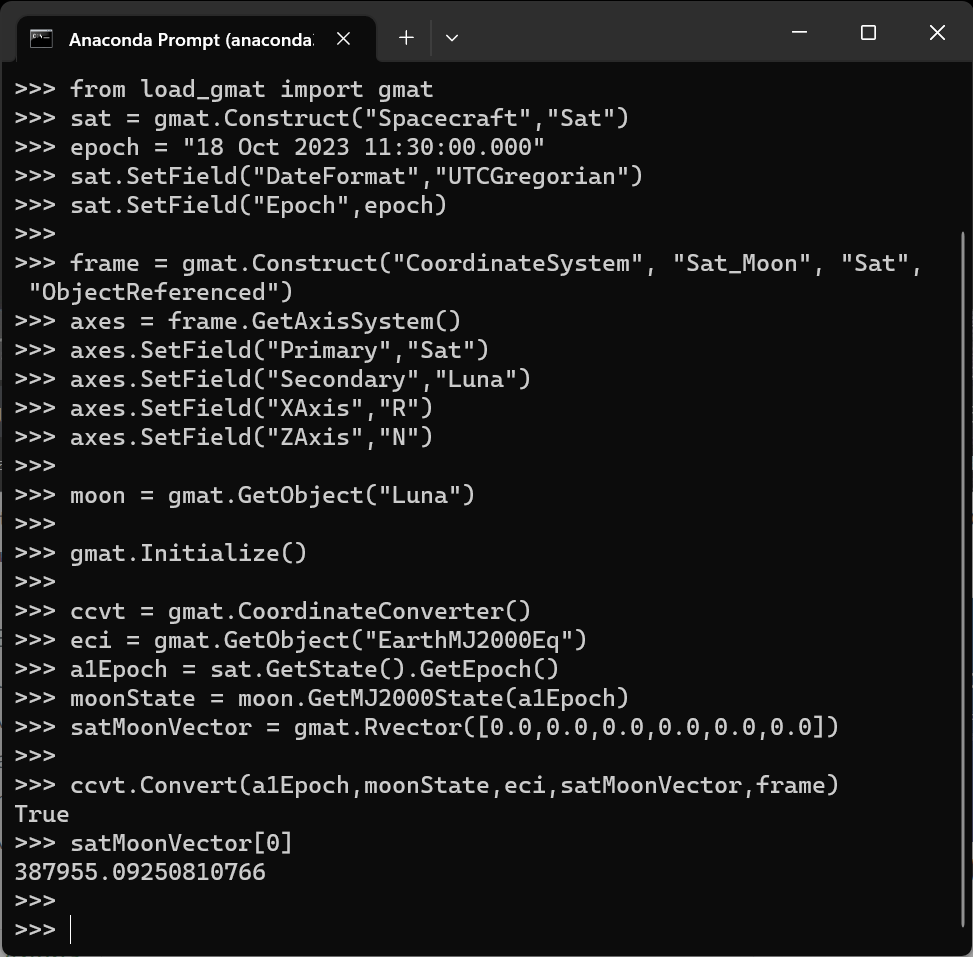 Anaconda Prompt (anaconda
>>> from load_gmat import gmat
>>> sat = gmat.Construct("Spacecraft","Sat")
>>> epoch = "18 Oct 2023 11:30:00.000"
>>> sat.SetField("DateFormat","UTCGregorian")
>>> sat.SetField("Epoch",epoch)
>>>
>>> frame = gmat.Construct("CoordinateSystem", "Sat_Moon", "Sat",
 "ObjectReferenced")
>>> axes = frame.GetAxisSystem()
>>> axes.SetField("Primary","Sat")
>>> axes.SetField("Secondary","Luna")
>>> axes.SetField("XAxis","R")
>>> axes.SetField("ZAxis","N")
>>>
>>> moon = gmat.GetObject("Luna")
>>>
>>> gmat.Initialize()
>>>
>>> ccvt = gmat.CoordinateConverter()
>>> eci = gmat.GetObject("EarthMJ2000Eq")
>>> a1Epoch = sat.GetState().GetEpoch()
>>> moonState = moon.GetMJ2000State(a1Epoch)
>>> satMoonVector = gmat.Rvector([0.0,0.0,0.0,0.0,0.0,0.0])
>>>
>>> ccvt.Convert(a1Epoch,moonState,eci,satMoonVector,frame)
True
>>> satMoonVector[0]
387955.09250810766
>>>
>>>